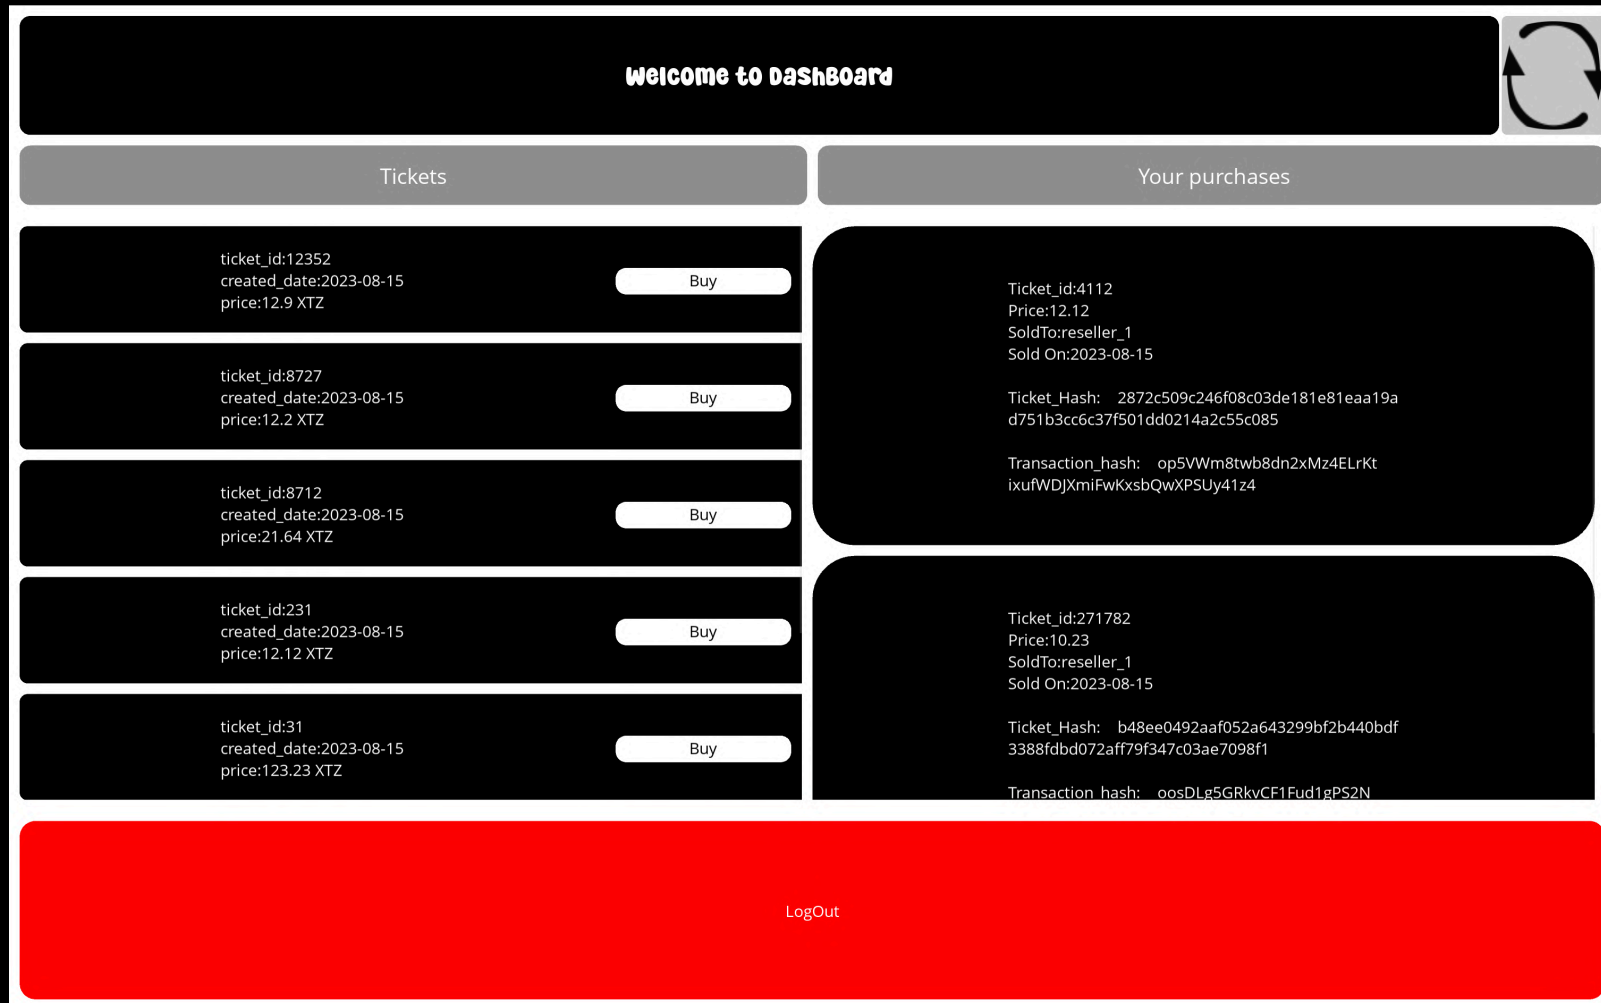 Welcome to DashBoard
Tickets
ticket_id:12352
created_date:2023-08-15
price:12.9 XTZ
Buy
ticket_id:8727
created_date:2023-08-15
price:12.2 XTZ
Buy
ticket_id:8712
created_date:2023-08-15
price:21.64 XTZ
Buy
ticket_id:231
created_date:2023-08-15
price:12.12 XTZ
Buy
ticket_id:31
created_date:2023-08-15
price:123.23 XTZ
Buy
Your purchases
Ticket_id:4112
Price:12.12
SoldTo:reseller_1
Sold On:2023-08-15
Ticket_Hash: 2872c509c246f08c03de181e81eaa19a
d751b3cc6c37f501dd0214a2c55c085
Transaction_hash: op5VWm8twb8dn2xMz4ELrKt
ixufWDJXmiFwKxsbQwXPSUy41z4
Ticket_id:271782
Price:10.23
SoldTo:reseller_1
Sold On:2023-08-15
Ticket_Hash: b48ee0492aaf052a643299bf2b440bdf
3388fdbd072aff79f347c03ae7098f1
Transaction_hash: oosDLg5GRkvCF1Fud1gPS2N
LogOut